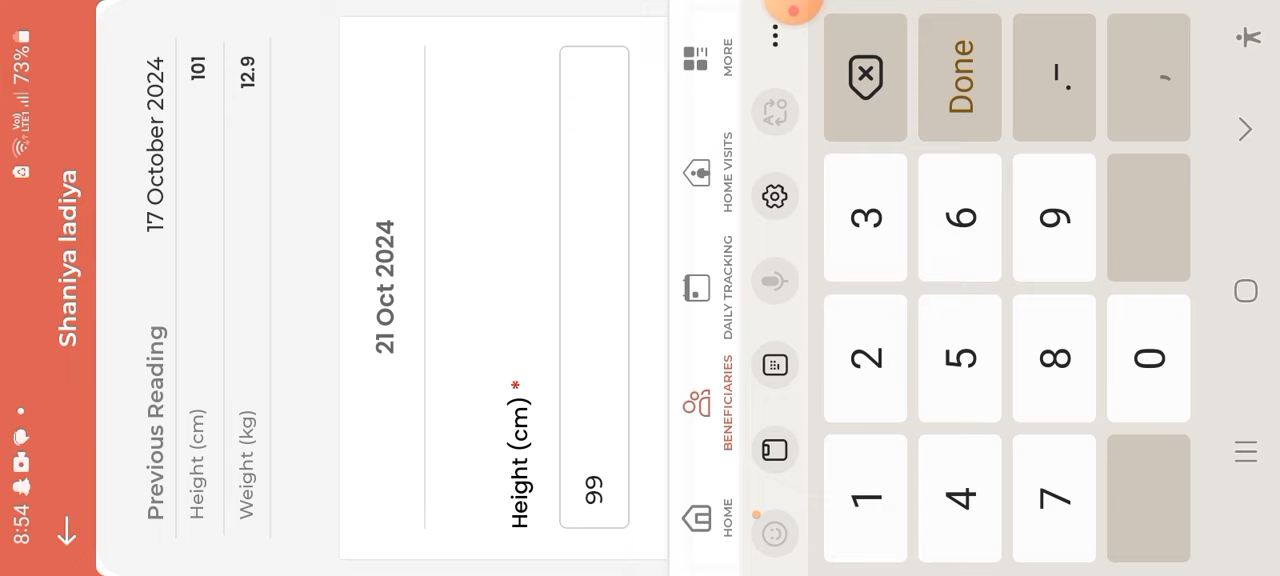 8:54
Vo)) LTE1 73%
Shaniya ladiya
Previous Reading 17 October 2024
Height (cm) 101
Weight (kg) 12.9
21 Oct 2024
Height (cm) *
99
HOME BENEFICIARIES DAILY TRACKING HOME VISITS MORE
1 2 3
4 5 6 Done
7 8 9 .-
0 ,